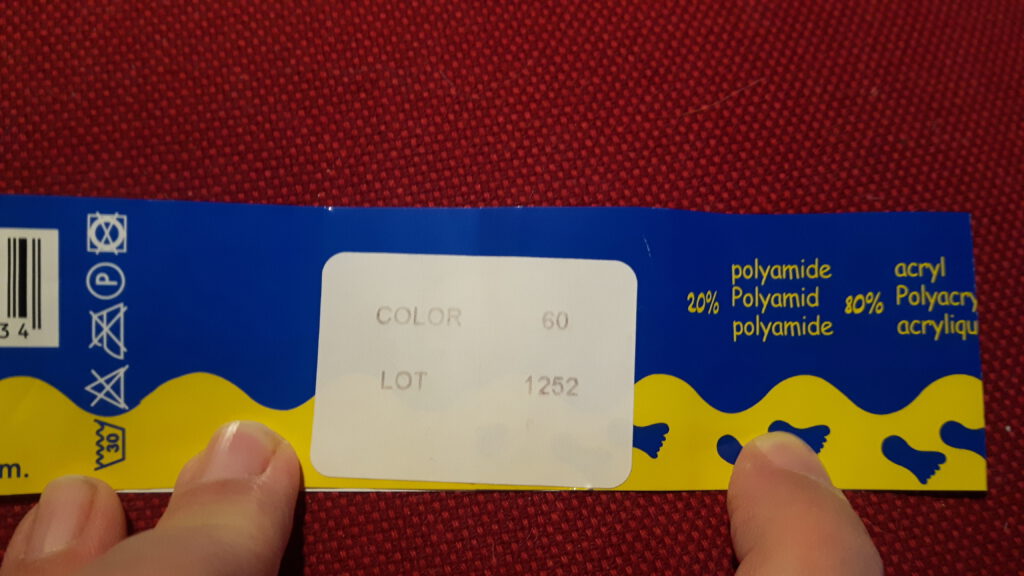 34
m.
P
30
COLOR 60
LOT 1252
20%
polyamide
Polyamid
polyamide
80%
acryl
Polyacry
acryliqu